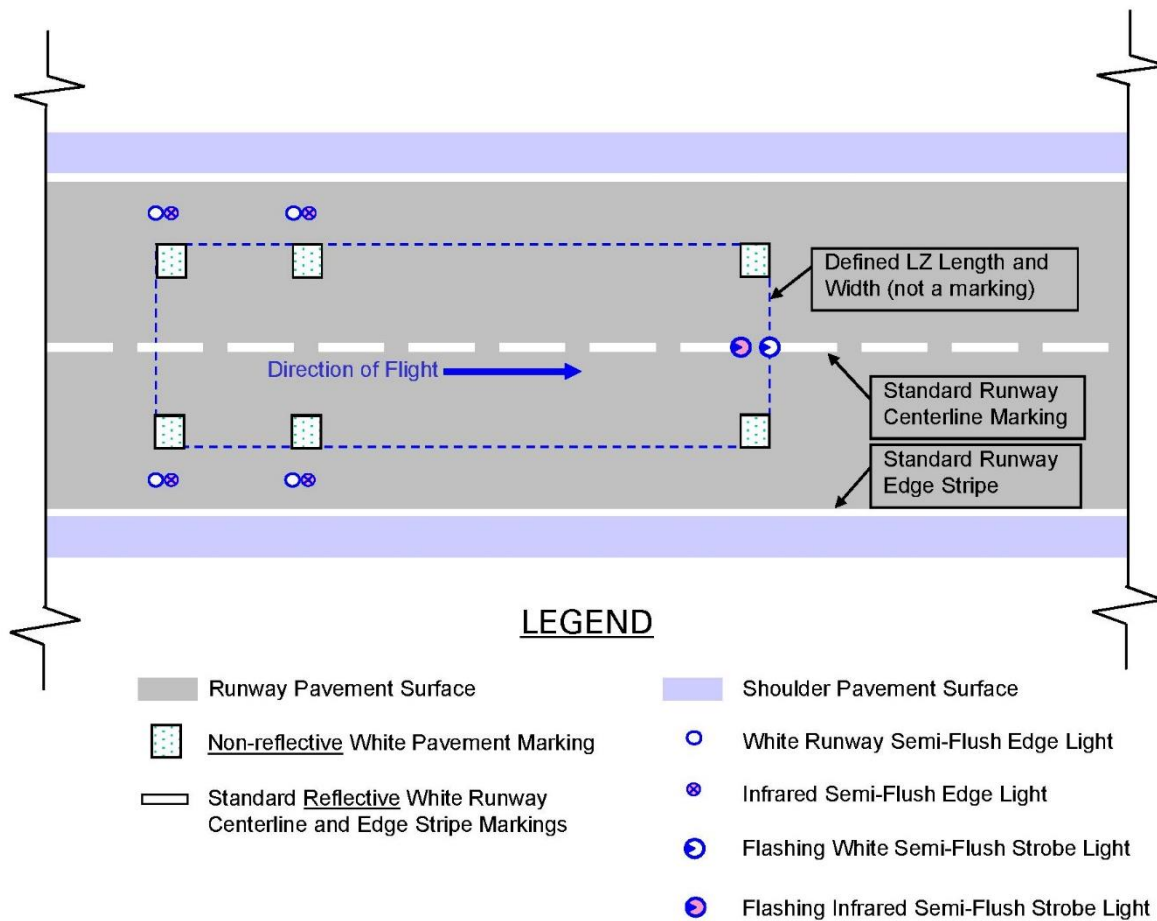 Defined LZ Length and
Width (not a marking)
Direction of Flight
Standard Runway
Centerline Marking
Standard Runway
Edge Stripe
LEGEND
Runway Pavement Surface
Non-reflective White Pavement Marking
Standard Reflective White Runway
Centerline and Edge Stripe Markings
Shoulder Pavement Surface
White Runway Semi-Flush Edge Light
Infrared Semi-Flush Edge Light
Flashing White Semi-Flush Strobe Light
Flashing Infrared Semi-Flush Strobe Light